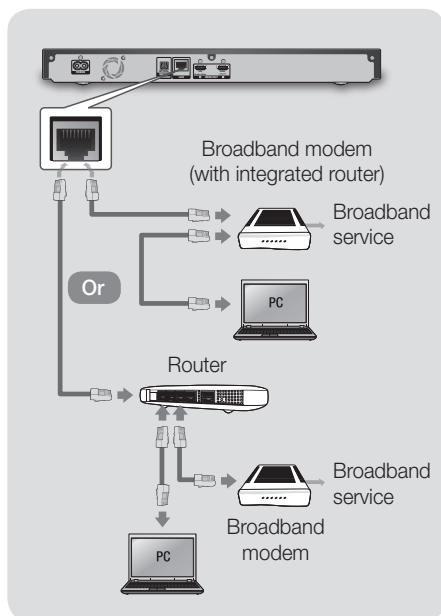 Broadband modem
(with integrated router)
Broadband
service
Or
PC
Router
Broadband
service
Broadband
modem
PC